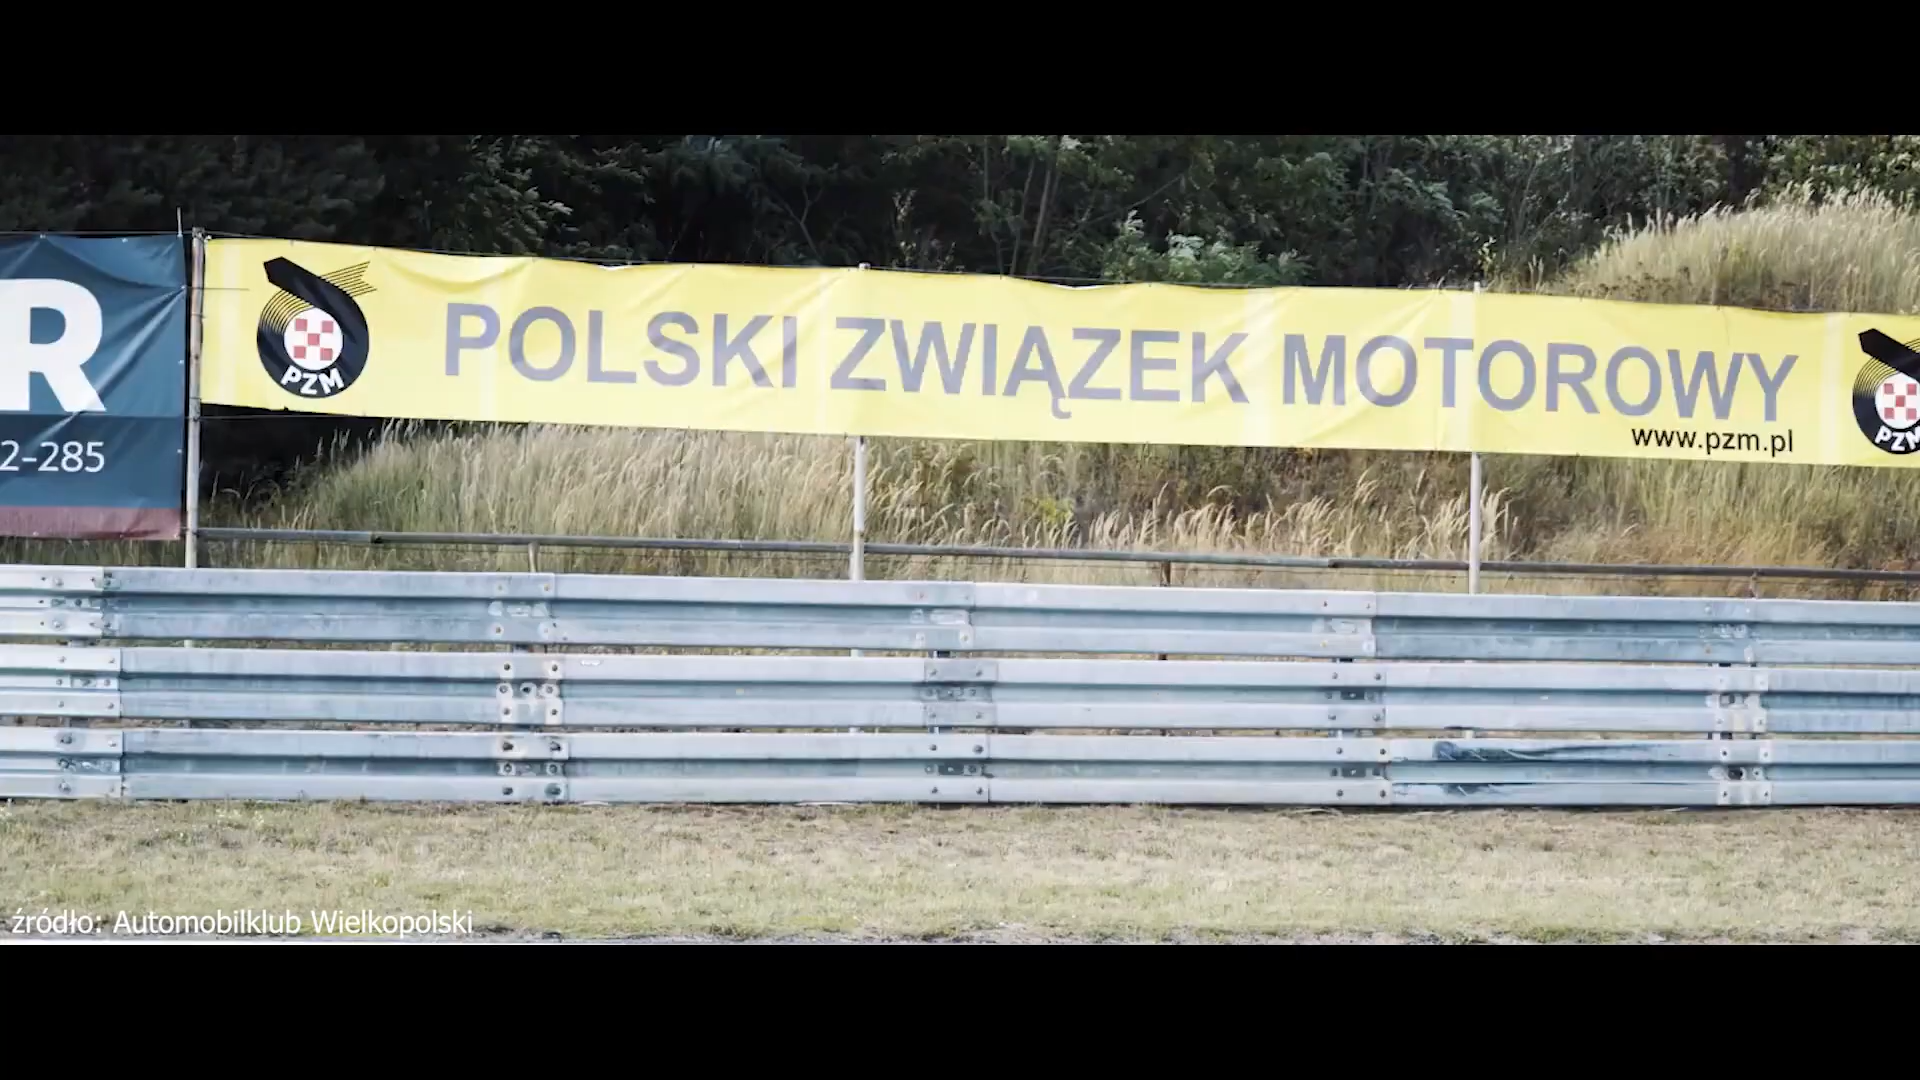 R
2-285
PZM
POLSKI ZWIĄZEK MOTOROWY
www.pzm.pl
PZM
źródło: Automobilklub Wielkopolski